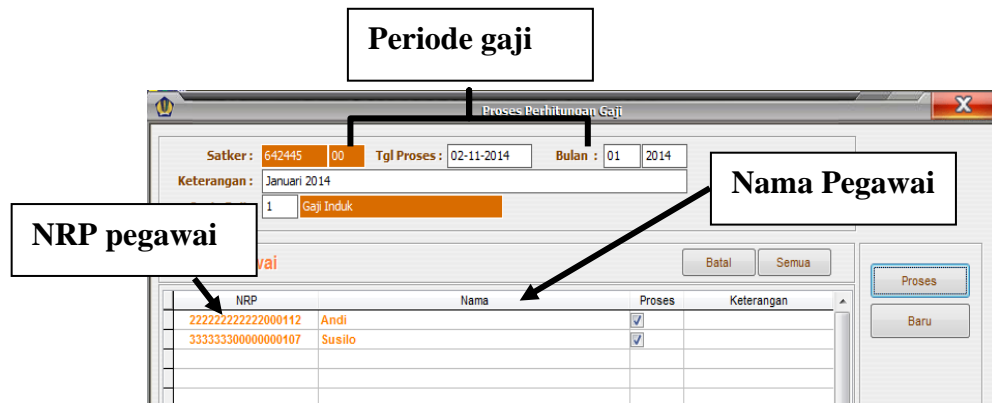 Periode gaji
Proses Perhitungan Gaji
Satker : 642445 00 Tgl Proses : 02-11-2014 Bulan : 01 2014
Keterangan : Januari 2014
1 Gaji Induk
Nama Pegawai
NRP pegawai
Batal Semua
Proses
Baru
NRP Nama Proses Keterangan
222222222222000112 Andi
333333300000000107 Susilo